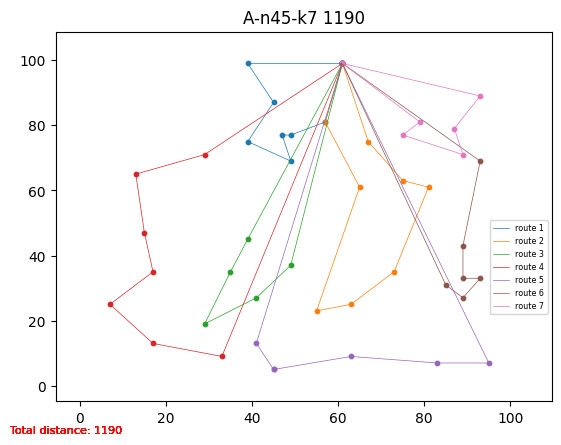 A-n45-k7 1190
100
80
60
40
20
0
route 1
route 2
route 3
route 4
route 5
route 6
route 7
0 20 40 60 80 100
Total distance: 1190